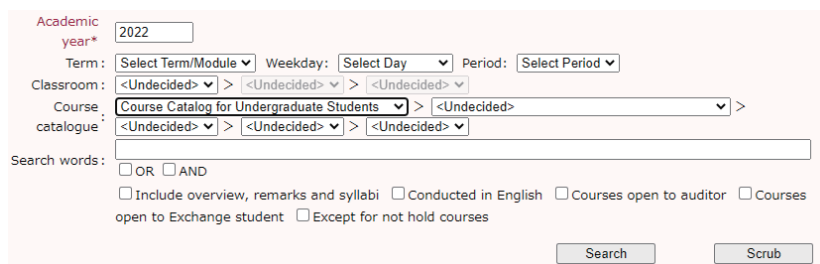 Academic year* 2022
Term : Select Term/Module Weekday: Select Day Period: Select Period
Classroom : <Undecided> > <Undecided> > <Undecided>
Course catalogue : Course Catalog for Undergraduate Students > <Undecided> >
<Undecided> > <Undecided> > <Undecided>
Search words :
OR AND
Include overview, remarks and syllabi Conducted in English Courses open to auditor Courses
open to Exchange student Except for not hold courses
Search Scrub